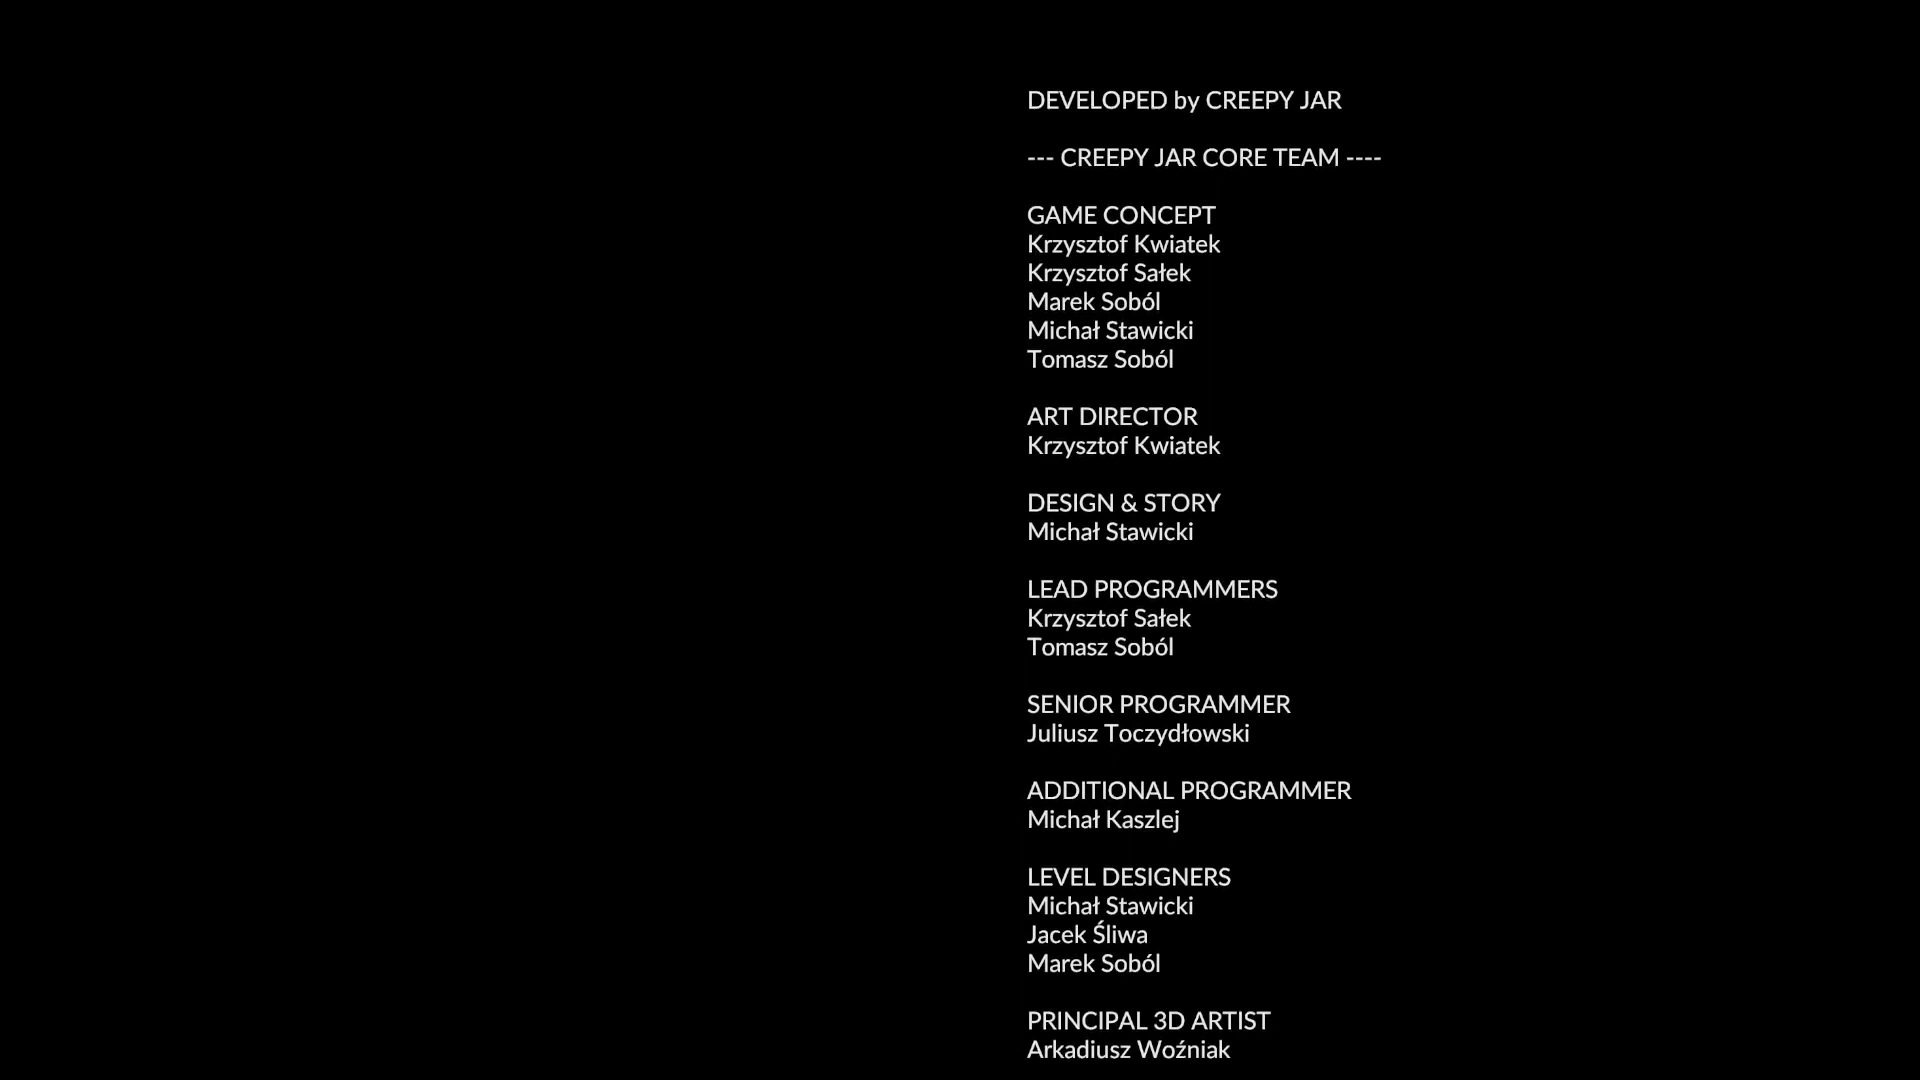 DEVELOPED by CREEPY JAR
--- CREEPY JAR CORE TEAM ----
GAME CONCEPT
Krzysztof Kwiatek
Krzysztof Sałek
Marek Soból
Michał Stawicki
Tomasz Soból
ART DIRECTOR
Krzysztof Kwiatek
DESIGN & STORY
Michał Stawicki
LEAD PROGRAMMERS
Krzysztof Sałek
Tomasz Soból
SENIOR PROGRAMMER
Juliusz Toczydłowski
ADDITIONAL PROGRAMMER
Michał Kaszlej
LEVEL DESIGNERS
Michał Stawicki
Jacek Śliwa
Marek Soból
PRINCIPAL 3D ARTIST
Arkadiusz Woźniak